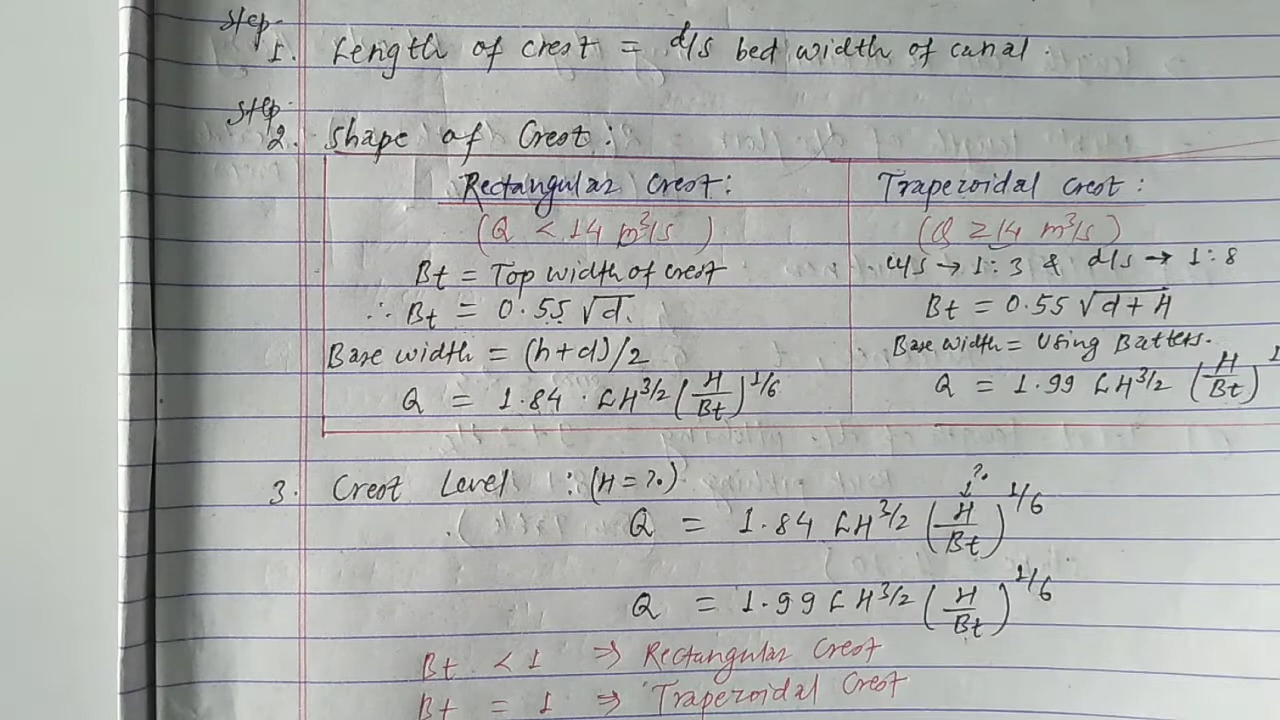 Step-
1. Length of crest = d/s bed width of canal.
Step-
2. Shape of Crest:
Rectangular Crest:
(Q < 14 m³/s)
Bt = Top width of crest
∴ Bt = 0.55 √d.
Base width = (h+d)/2
Q = 1.84 · LH^3/2 (H/Bt)^1/6
Trapezoidal Crest:
(Q ≥ 14 m³/s)
u/s → 1:3 & d/s → 1:8
Bt = 0.55 √d+H
Base width = Using Batters.
Q = 1.99 LH^3/2 (H/Bt)^1
3. Crest Level : (H = ?.)
?.
↓
Q = 1.84 LH^3/2 (H/Bt)^1/6
Q = 1.99 LH^3/2 (H/Bt)^1/6
Bt < 1 ⇒ Rectangular Crest
Bt = 1 ⇒ Trapezoidal Crest